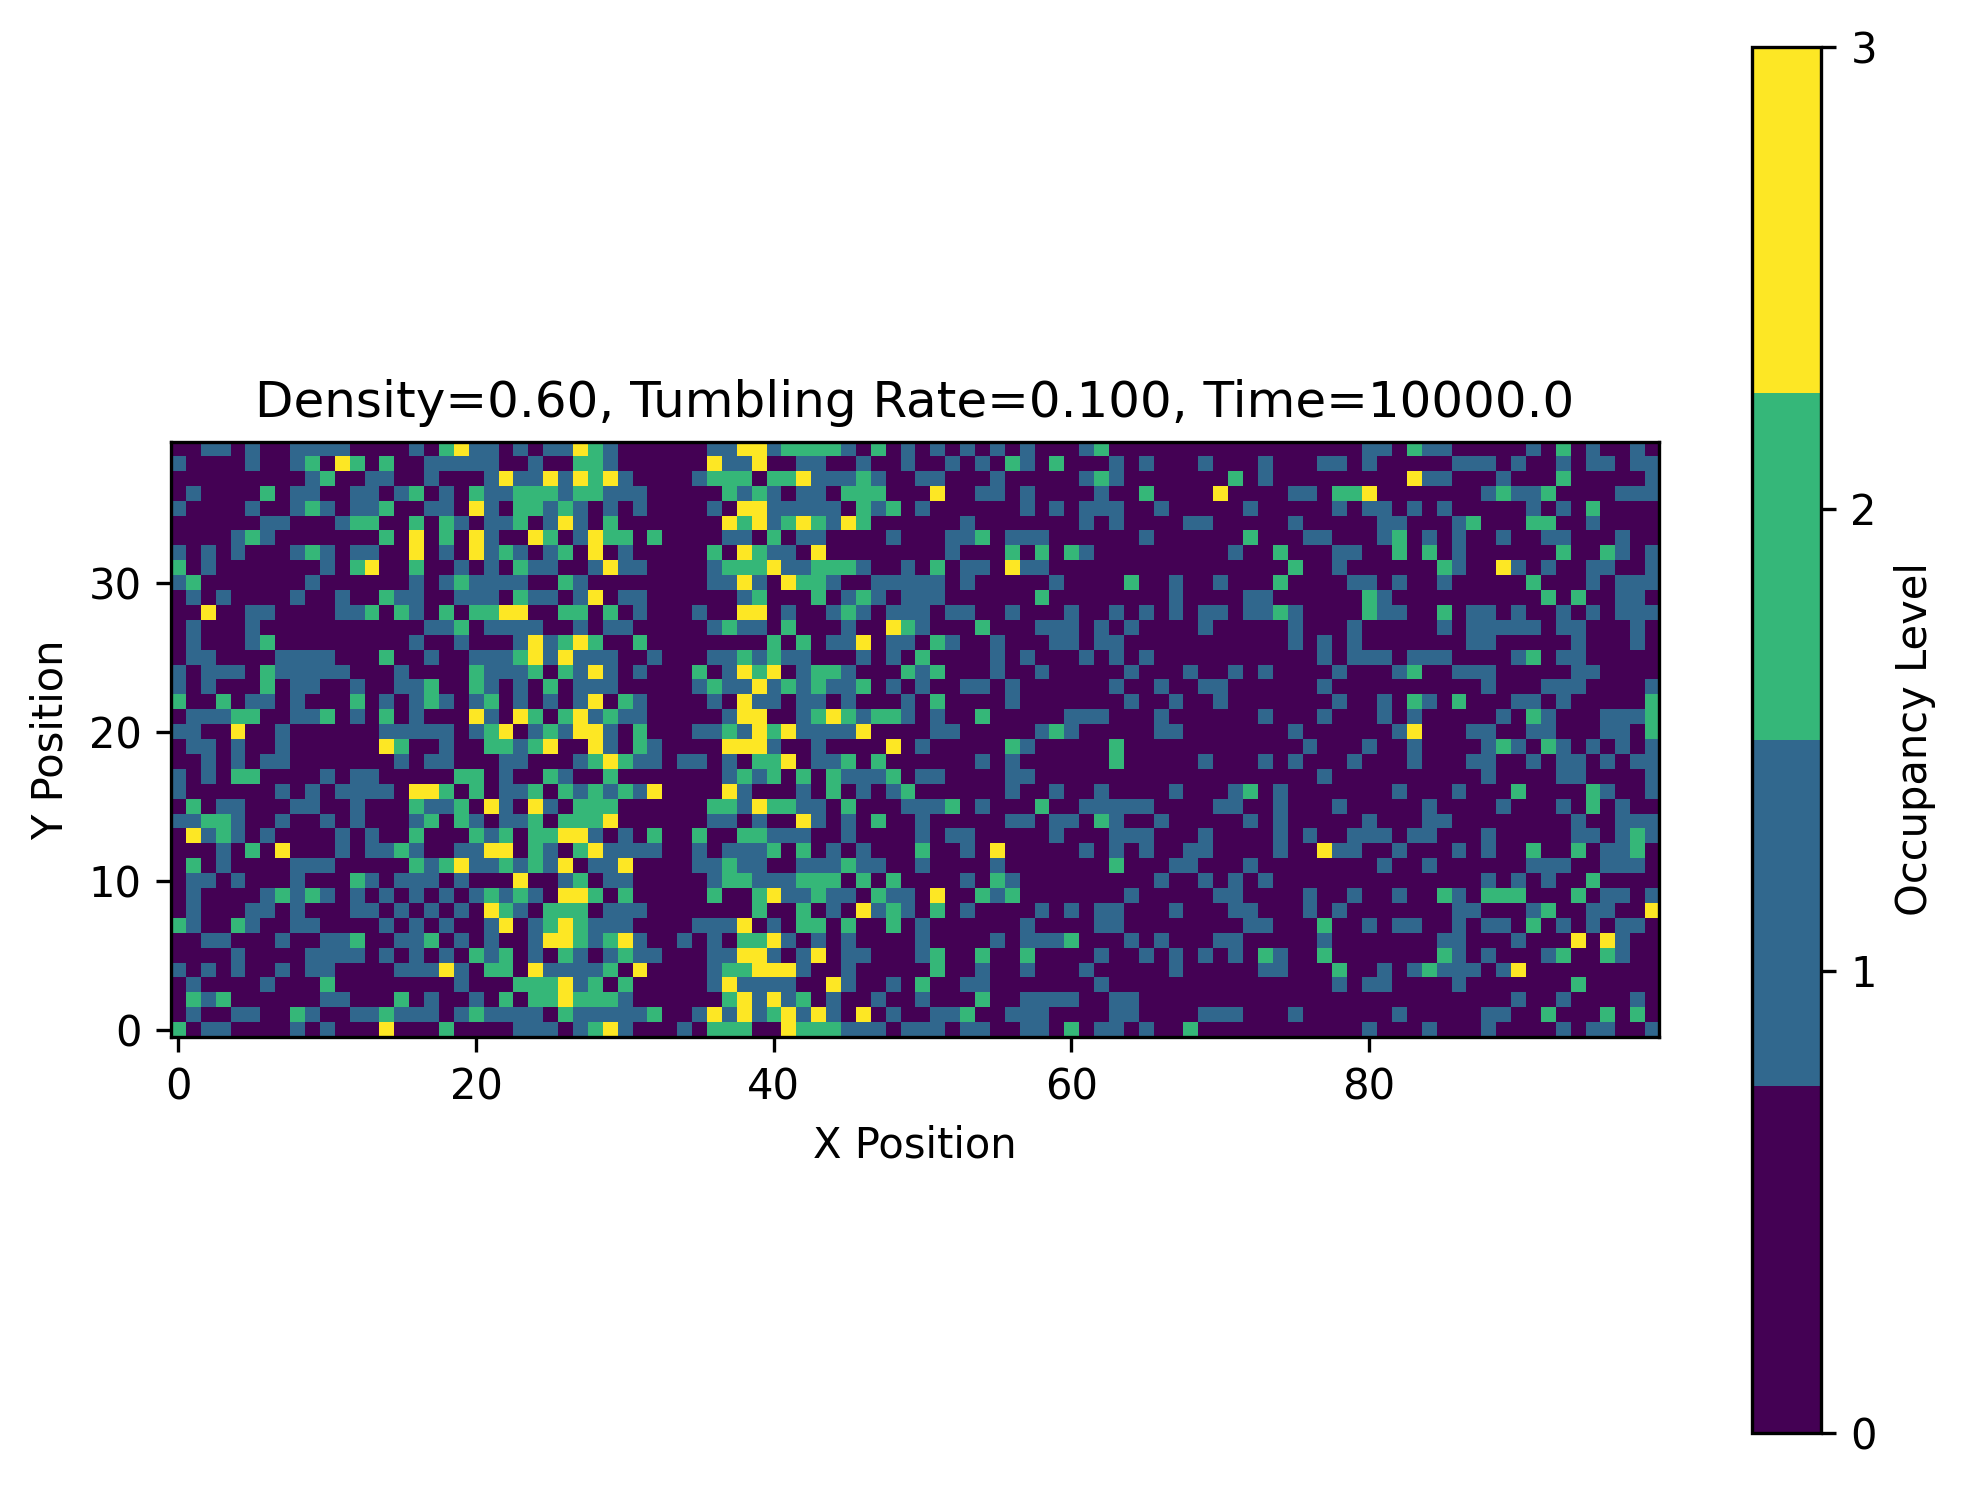 Density=0.60, Tumbling Rate=0.100, Time=10000.0
Y Position
30
20
10
0
0 20 40 60 80
X Position
3
2
1
0
Occupancy Level